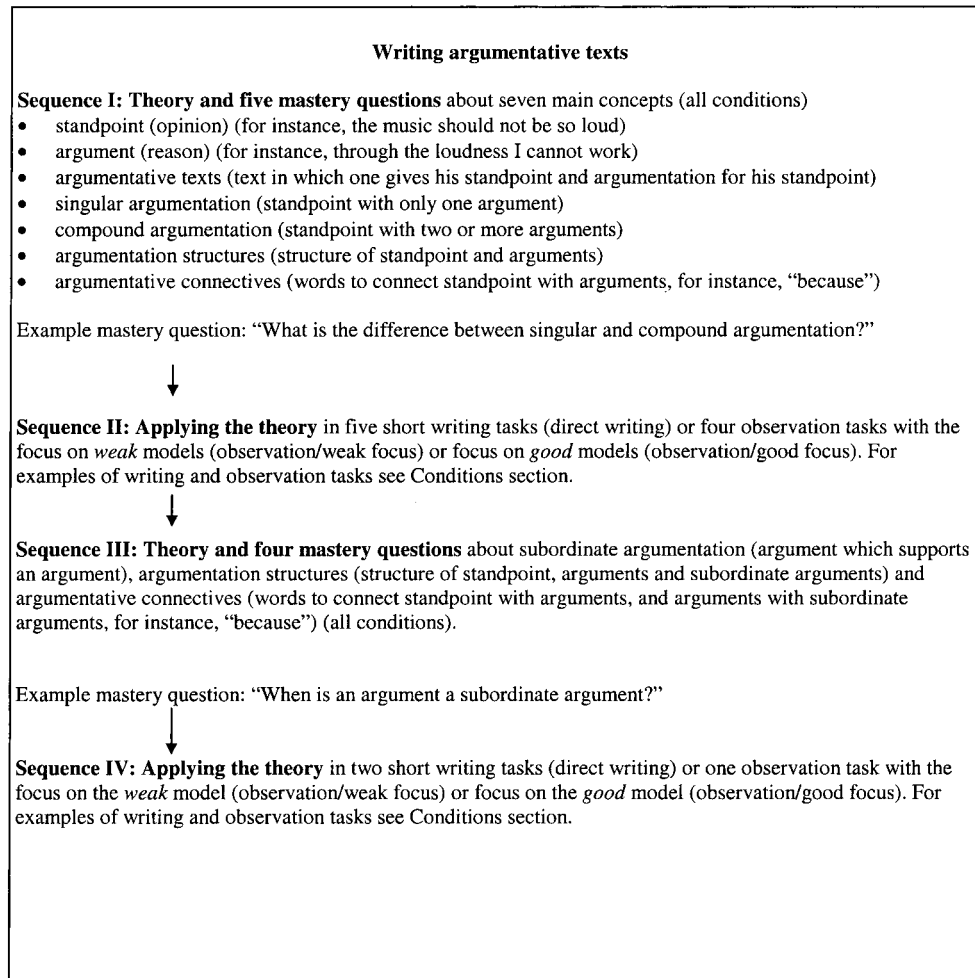 Writing argumentative texts
Sequence I: Theory and five mastery questions about seven main concepts (all conditions)
• standpoint (opinion) (for instance, the music should not be so loud)
• argument (reason) (for instance, through the loudness I cannot work)
• argumentative texts (text in which one gives his standpoint and argumentation for his standpoint)
• singular argumentation (standpoint with only one argument)
• compound argumentation (standpoint with two or more arguments)
• argumentation structures (structure of standpoint and arguments)
• argumentative connectives (words to connect standpoint with arguments, for instance, “because”)
Example mastery question: “What is the difference between singular and compound argumentation?”
Sequence II: Applying the theory in five short writing tasks (direct writing) or four observation tasks with the
focus on weak models (observation/weak focus) or focus on good models (observation/good focus). For
examples of writing and observation tasks see Conditions section.
Sequence III: Theory and four mastery questions about subordinate argumentation (argument which supports
an argument), argumentation structures (structure of standpoint, arguments and subordinate arguments) and
argumentative connectives (words to connect standpoint with arguments, and arguments with subordinate
arguments, for instance, “because”) (all conditions).
Example mastery question: “When is an argument a subordinate argument?”
Sequence IV: Applying the theory in two short writing tasks (direct writing) or one observation task with the
focus on the weak model (observation/weak focus) or focus on the good model (observation/good focus). For
examples of writing and observation tasks see Conditions section.